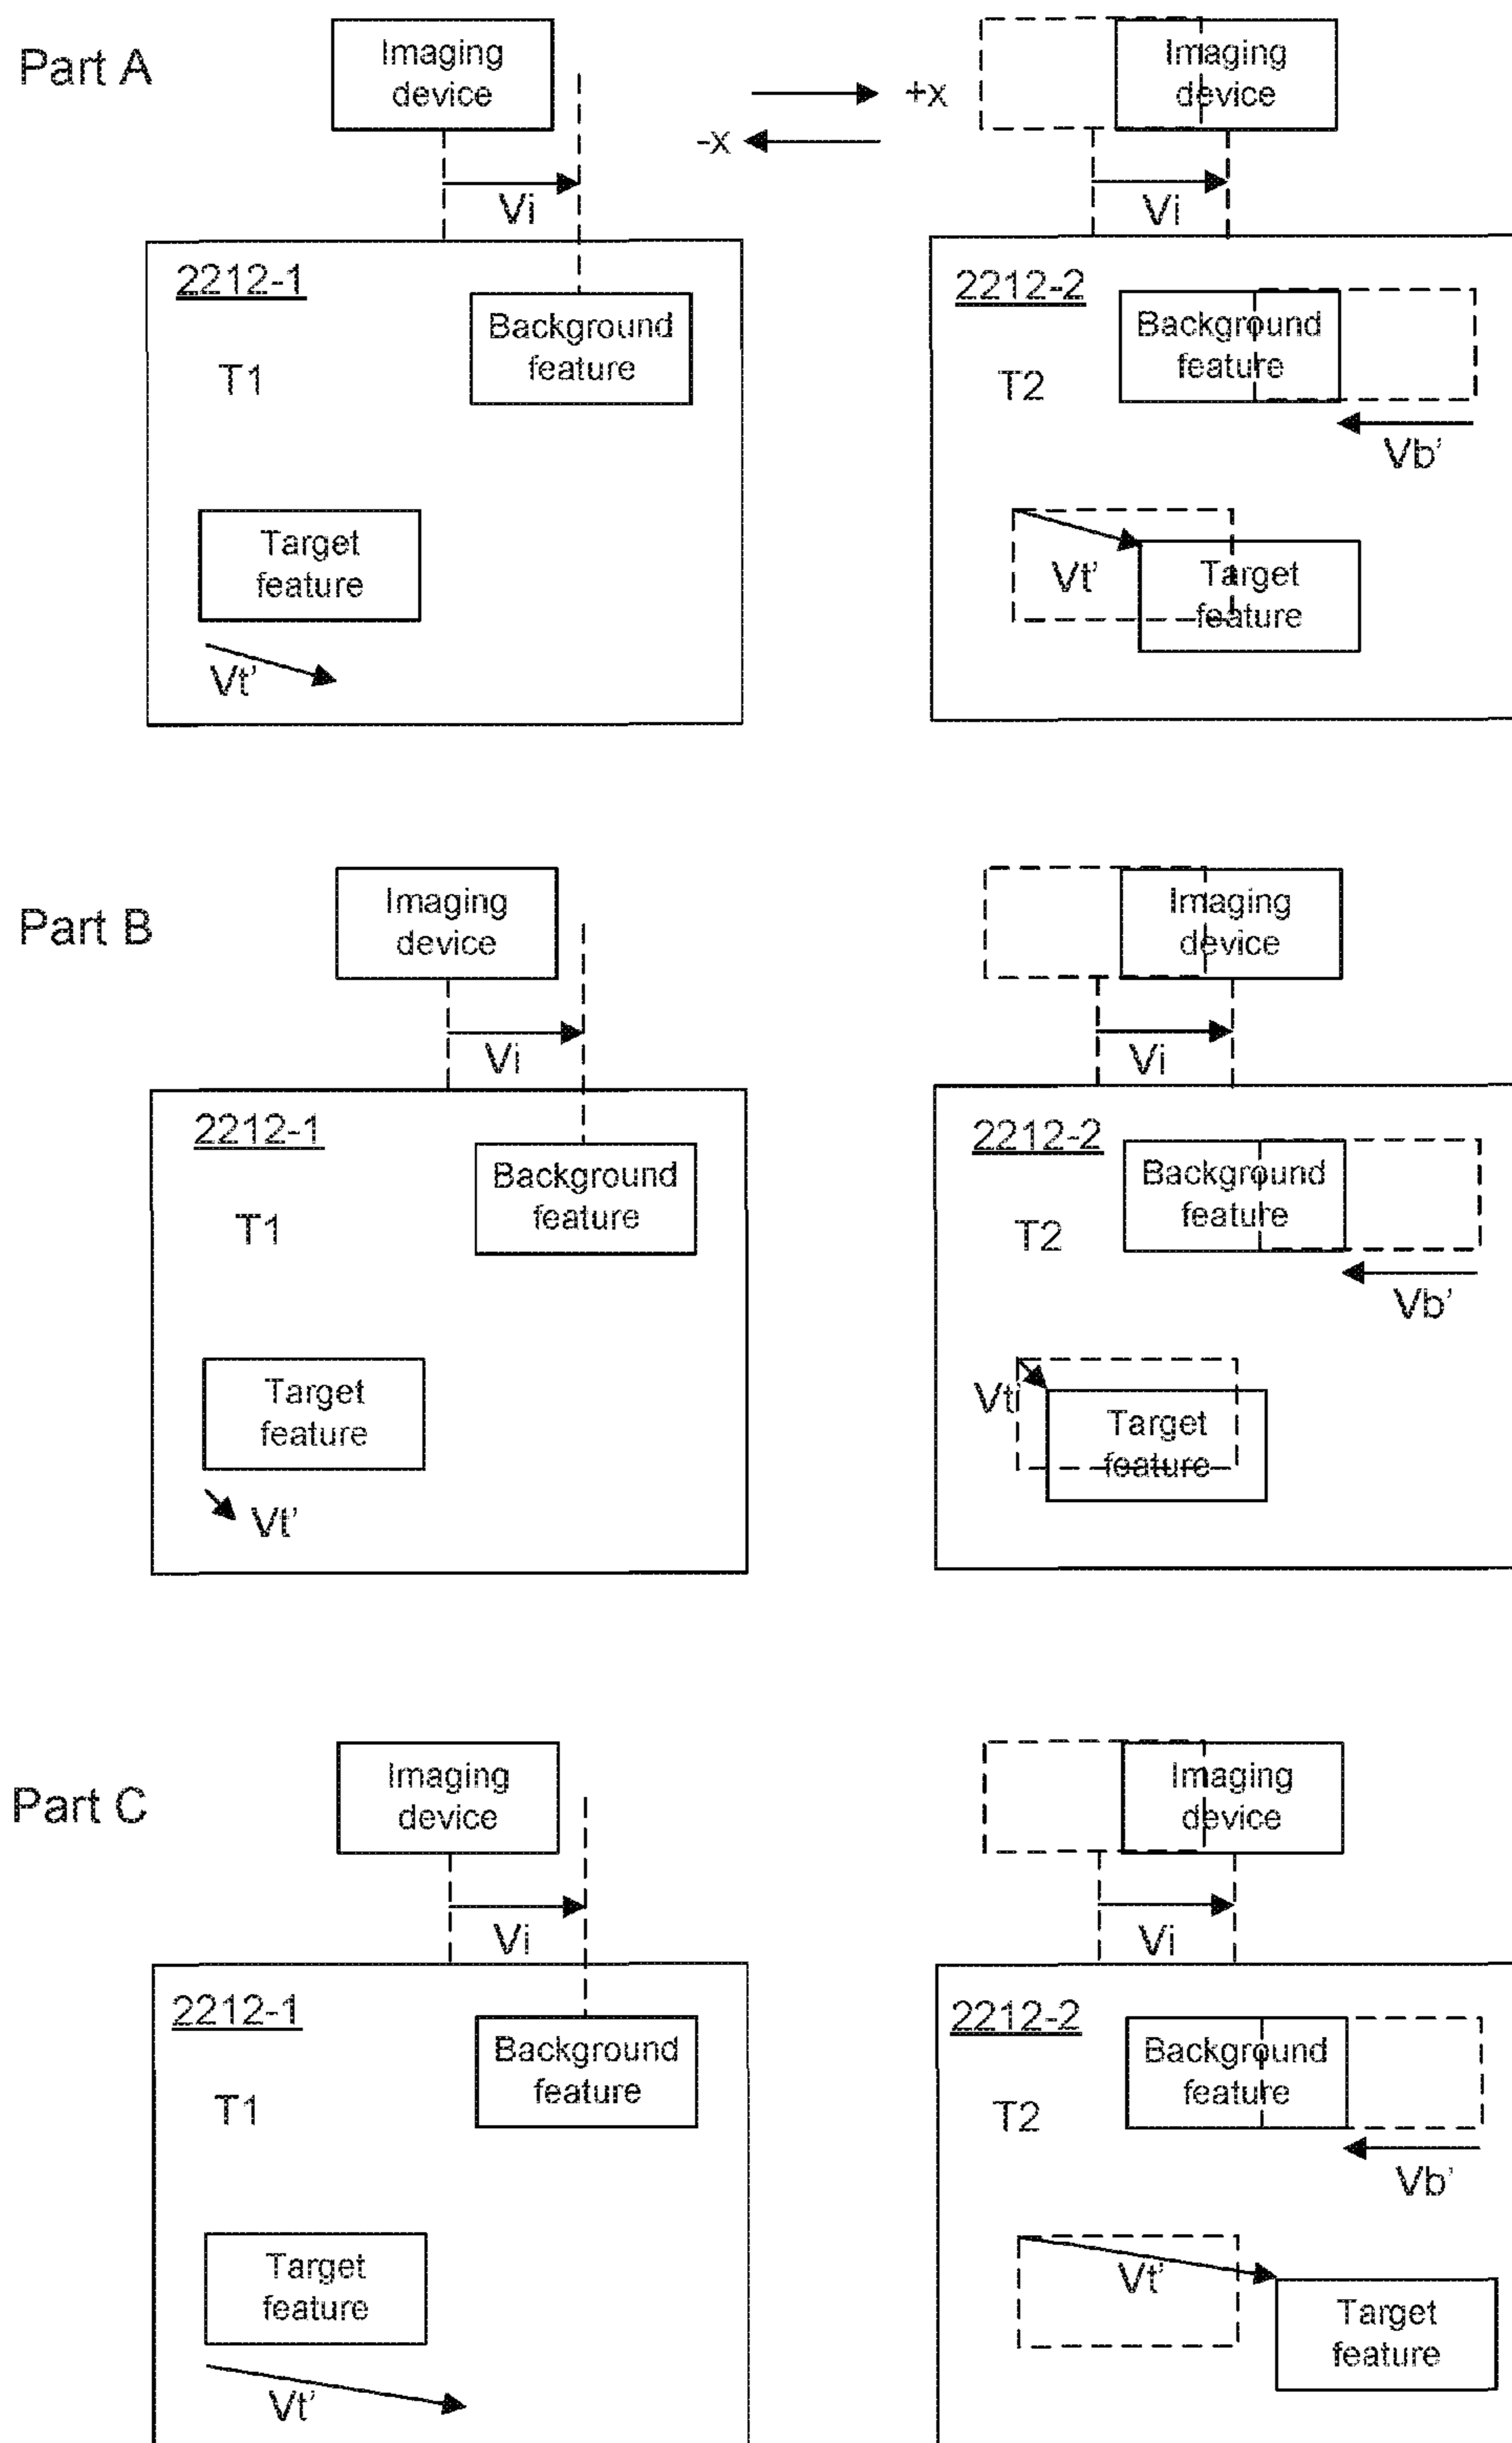 Part A
Imaging
device
+x
-x
Imaging
device
Vi
Vi
2212-1
T1
Background
feature
Target
feature
Vt'
2212-2
T2
Background
feature
Vb'
Vt'
Target
feature
Part B
Imaging
device
Imaging
device
Vi
Vi
2212-1
T1
Background
feature
Target
feature
Vt'
2212-2
T2
Background
feature
Vb'
Vt'
Target
feature
Part C
Imaging
device
Imaging
device
Vi
Vi
2212-1
T1
Background
feature
Target
feature
Vt'
2212-2
T2
Background
feature
Vb'
Vt'
Target
feature